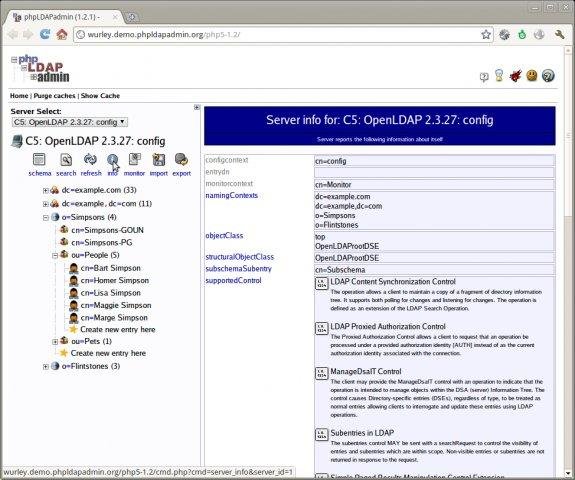 phpLDAPadmin (1.2.1) -
wurley.demo.phpldapadmin.org/php5-1.2/
php
LDAP
admin
Home | Purge caches | Show Cache
Server Select:
C5: OpenLDAP 2.3.27: config
C5: OpenLDAP 2.3.27: config
schema search refresh info monitor import export
dc=example.com (33)
dc=example,dc=com (11)
o=Simpsons (4)
cn=Simpsons-GOUN
cn=Simpsons-PG
ou=People (5)
cn=Bart Simpson
cn=Homer Simpson
cn=Lisa Simpson
cn=Maggie Simpson
cn=Marge Simpson
Create new entry here
ou=Pets (1)
Create new entry here
o=Flintstones (3)
Server info for: C5: OpenLDAP 2.3.27: config
Server reports the following information about itself
configcontext cn=config
entrydn
monitorcontext cn=Monitor
namingContexts dc=example.com
dc=example,dc=com
o=Simpsons
o=Flintstones
objectClass top
OpenLDAProotDSE
structuralObjectClass OpenLDAProotDSE
subschemaSubentry cn=Subschema
supportedControl LDAP Content Synchronization Control
The operation allows a client to maintain a copy of a fragment of directory information
tree. It supports both polling for changes and listening for changes. The operation is
defined as an extension of the LDAP Search Operation.
LDAP Proxied Authorization Control
The Proxied Authorization Control allows a client to request that an operation be
processed under a provided authorization identity [AUTH] instead of as the current
authorization identity associated with the connection.
ManageDsaIT Control
The client may provide the ManageDsaIT control with an operation to indicate that the
operation is intended to manage objects within the DSA (server) Information Tree. The
control causes Directory-specific entries (DSEs), regardless of type, to be treated as
normal entries allowing clients to interrogate and update these entries using LDAP
operations.
Subentries in LDAP
The subentries control MAY be sent with a searchRequest to control the visibility of
entries and subentries which are within scope. Non-visible entries or subentries are not
returned in response to the request.
Simple Paged Results Manipulation Control Extension
wurley.demo.phpldapadmin.org/php5-1.2/cmd.php?cmd=server_info&server_id=1